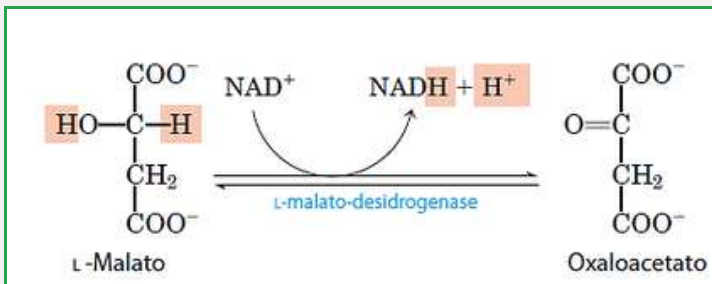 COO⁻
HO—C—H
CH₂
COO⁻
L-Malato
NAD⁺
NADH + H⁺
L-malato-desidrogenase
COO⁻
O=C
CH₂
COO⁻
Oxaloacetato